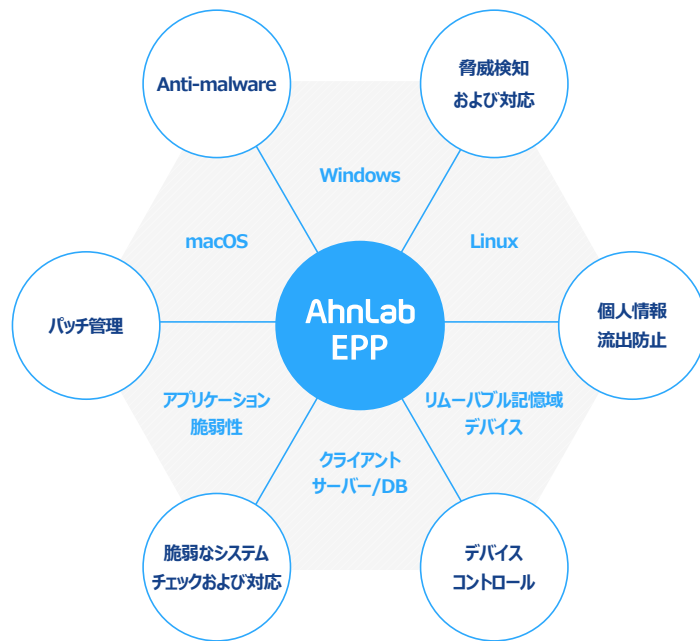 Anti-malware
脅威検知
および対応
Windows
macOS
Linux
パッチ管理
AhnLab
EPP
個人情報
流出防止
アプリケーション
脆弱性
リムーバブル記憶域
デバイス
クライアント
サーバー/DB
脆弱なシステム
チェックおよび対応
デバイス
コントロール